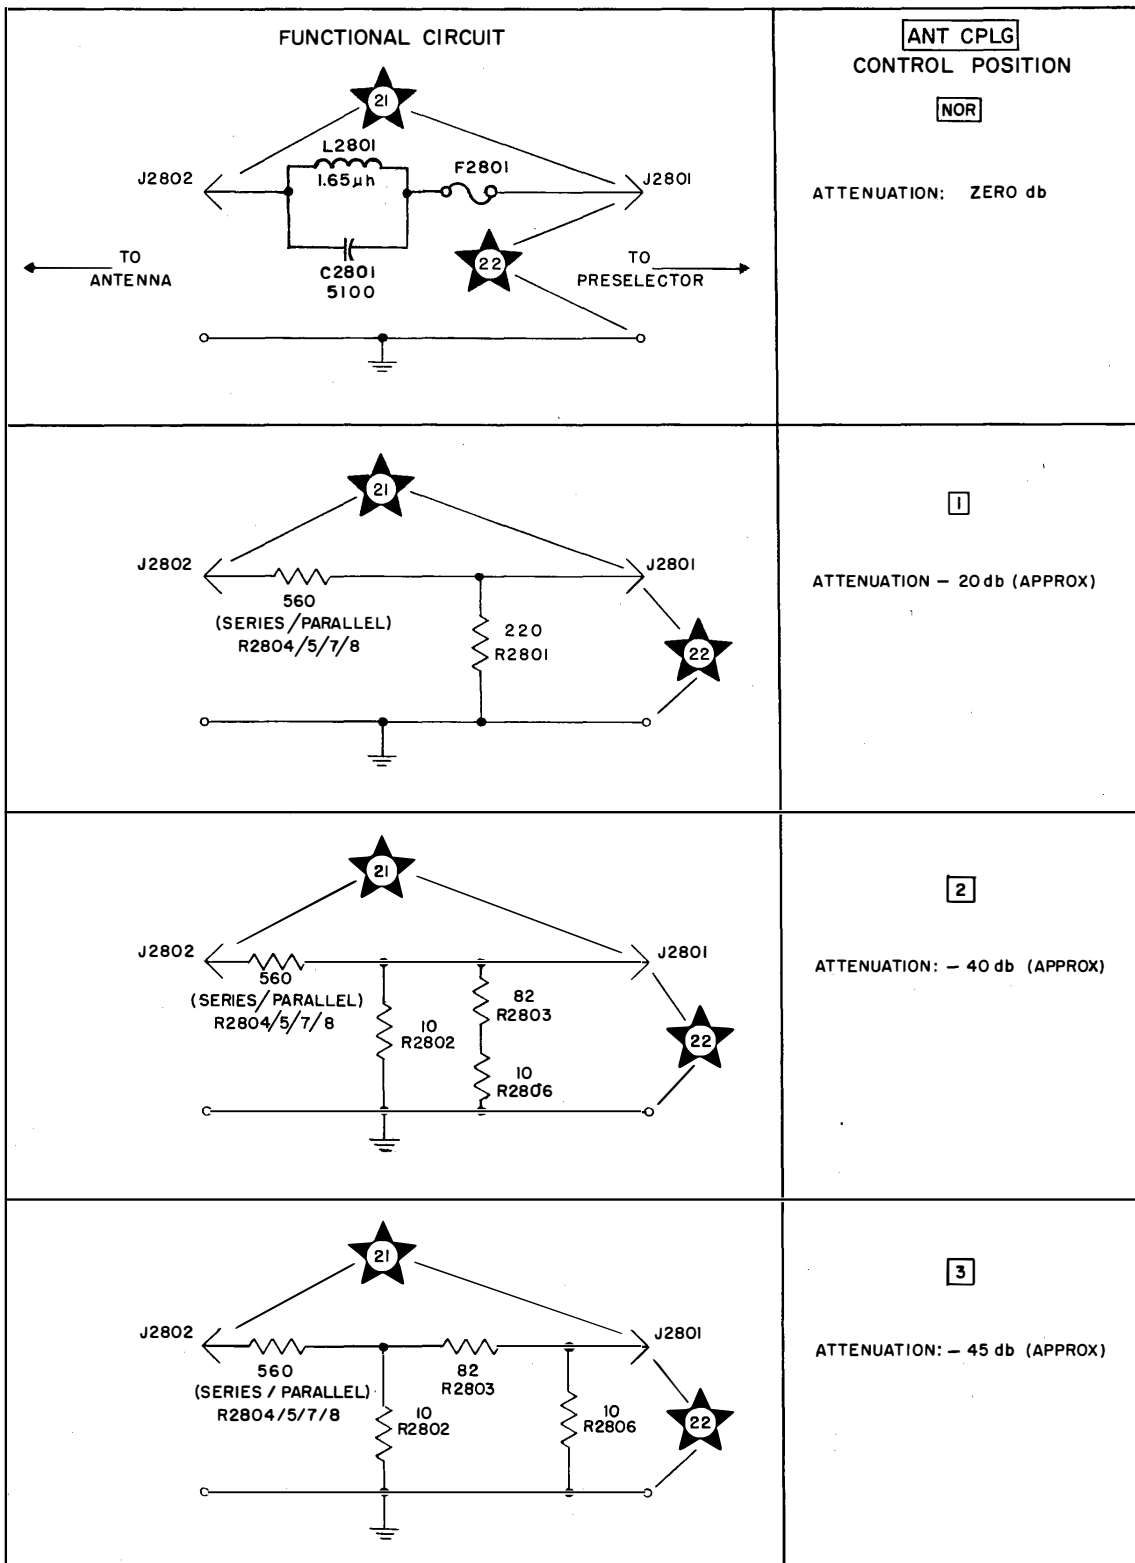 FUNCTIONAL CIRCUIT
ANT CPLG
CONTROL POSITION
NOR
21
L2801
1.65μh
F2801
J2802
J2801
ATTENUATION: ZERO db
22
TO
ANTENNA
C2801
5100
TO
PRESELECTOR
21
1
J2802
J2801
ATTENUATION – 20 db (APPROX)
560
(SERIES/PARALLEL)
R2804/5/7/8
220
R2801
22
21
2
J2802
J2801
ATTENUATION: – 40 db (APPROX)
560
(SERIES/PARALLEL)
R2804/5/7/8
10
R2802
82
R2803
10
R2806
22
21
3
J2802
J2801
ATTENUATION: – 45 db (APPROX)
560
(SERIES / PARALLEL)
R2804/5/7/8
82
R2803
10
R2802
10
R2806
22